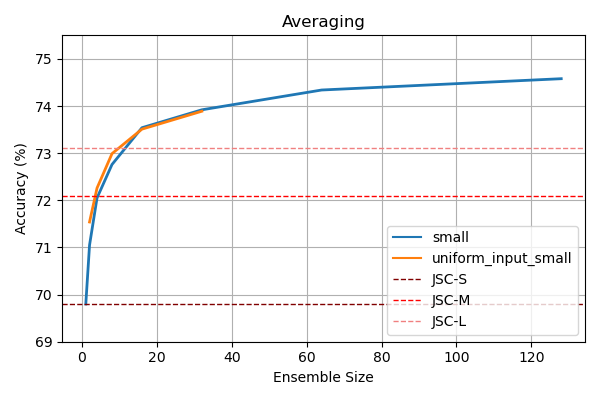 Averaging
75
74
73
72
71
70
69
Accuracy (%)
small
uniform_input_small
JSC-S
JSC-M
JSC-L
0
20
40
60
80
100
120
Ensemble Size